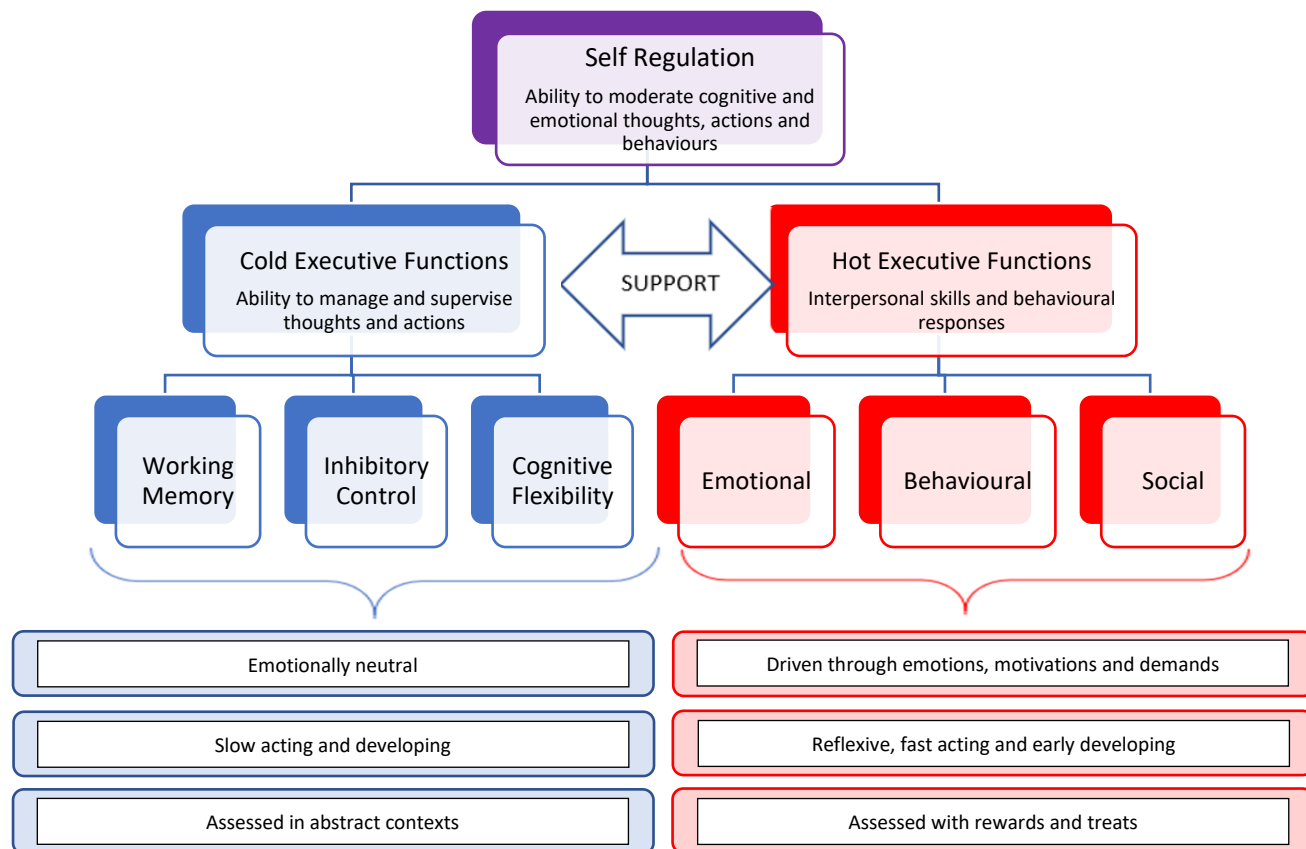 Self Regulation
Ability to moderate cognitive and
emotional thoughts, actions and
behaviours
Cold Executive Functions
Ability to manage and supervise
thoughts and actions
SUPPORT
Hot Executive Functions
Interpersonal skills and behavioural
responses
Working
Memory
Inhibitory
Control
Cognitive
Flexibility
Emotional
Behavioural
Social
Emotionally neutral
Driven through emotions, motivations and demands
Slow acting and developing
Reflexive, fast acting and early developing
Assessed in abstract contexts
Assessed with rewards and treats